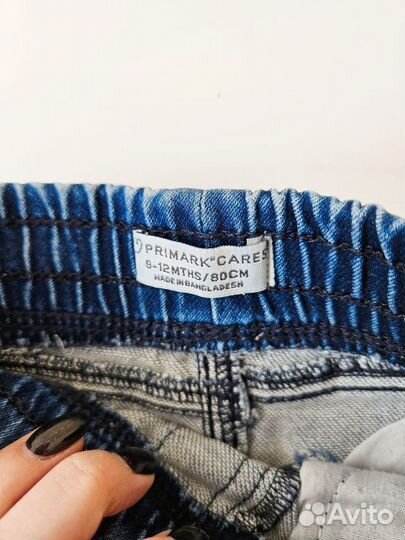 PRIMARK® CARES
9-12 MTHS/80CM
MADE IN BANGLADESH
Avito